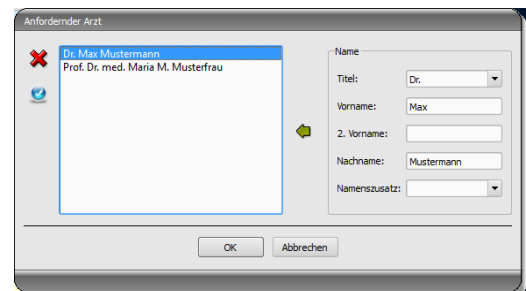 Anfordernder Arzt
Dr. Max Mustermann
Prof. Dr. med. Maria M. Musterfrau
Name
Titel: Dr.
Vorname: Max
2. Vorname:
Nachname: Mustermann
Namenszusatz:
OK Abbrechen